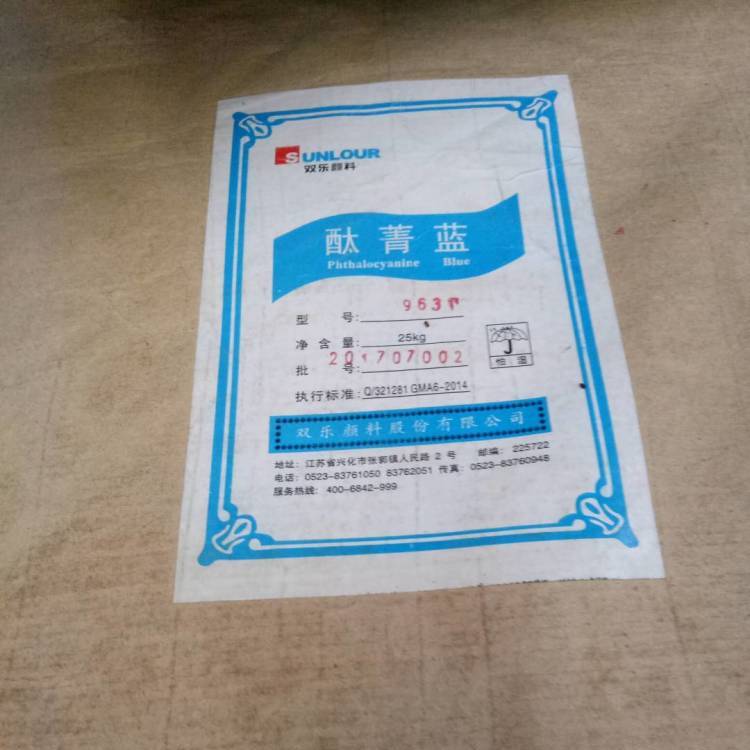 SUNLOUR
双乐颜料
酞菁蓝
Phthalocyanine Blue
型 号：
净含量：25kg
批 号：201707002
执行标准：Q/321281 GMA6-2014
怕 湿
双乐颜料股份有限公司
地址：江苏省兴化市张郭镇人民路 2 号 邮编：225722
电话：0523-83761050 83762051 传真：0523-83760948
服务热线：400-6842-999